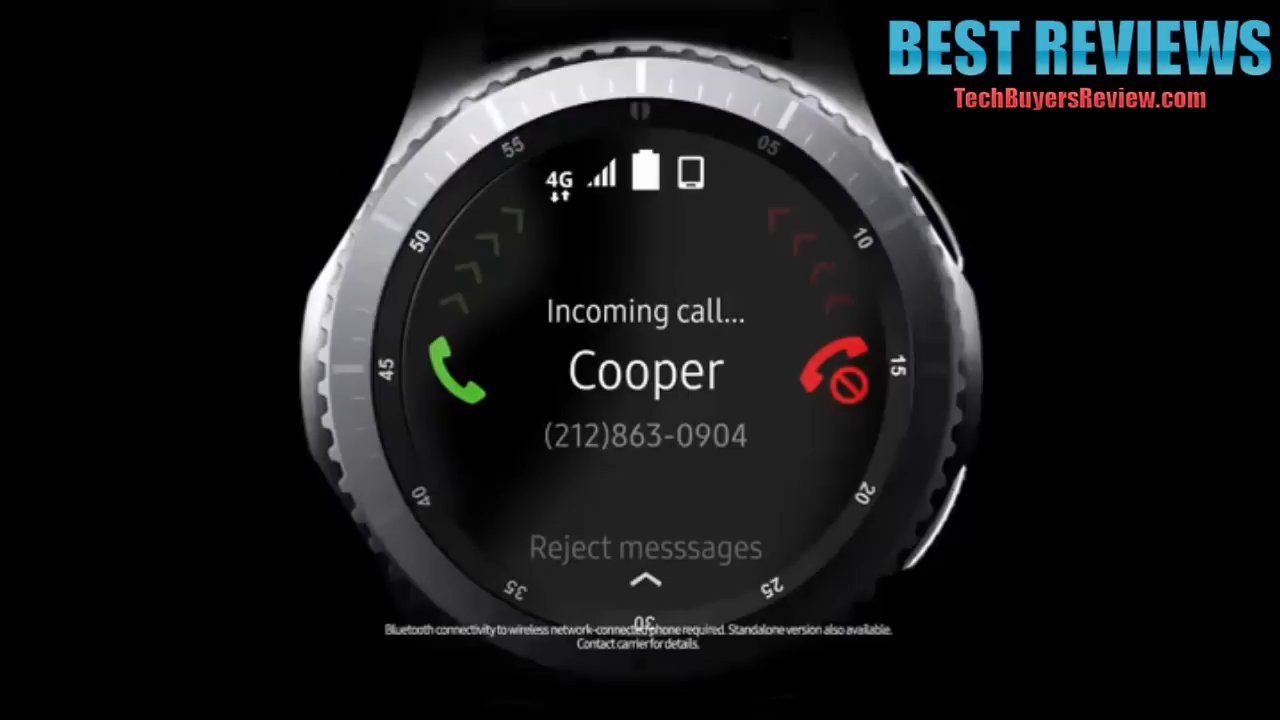 BEST REVIEWS
TechBuyersReview.com
55
05
4G
50
10
Incoming call...
45
Cooper
15
(212)863-0904
40
20
Reject messsages
35
25
30
Bluetooth connectivity to wireless network-connected phone required. Standalone version also available.
Contact carrier for details.